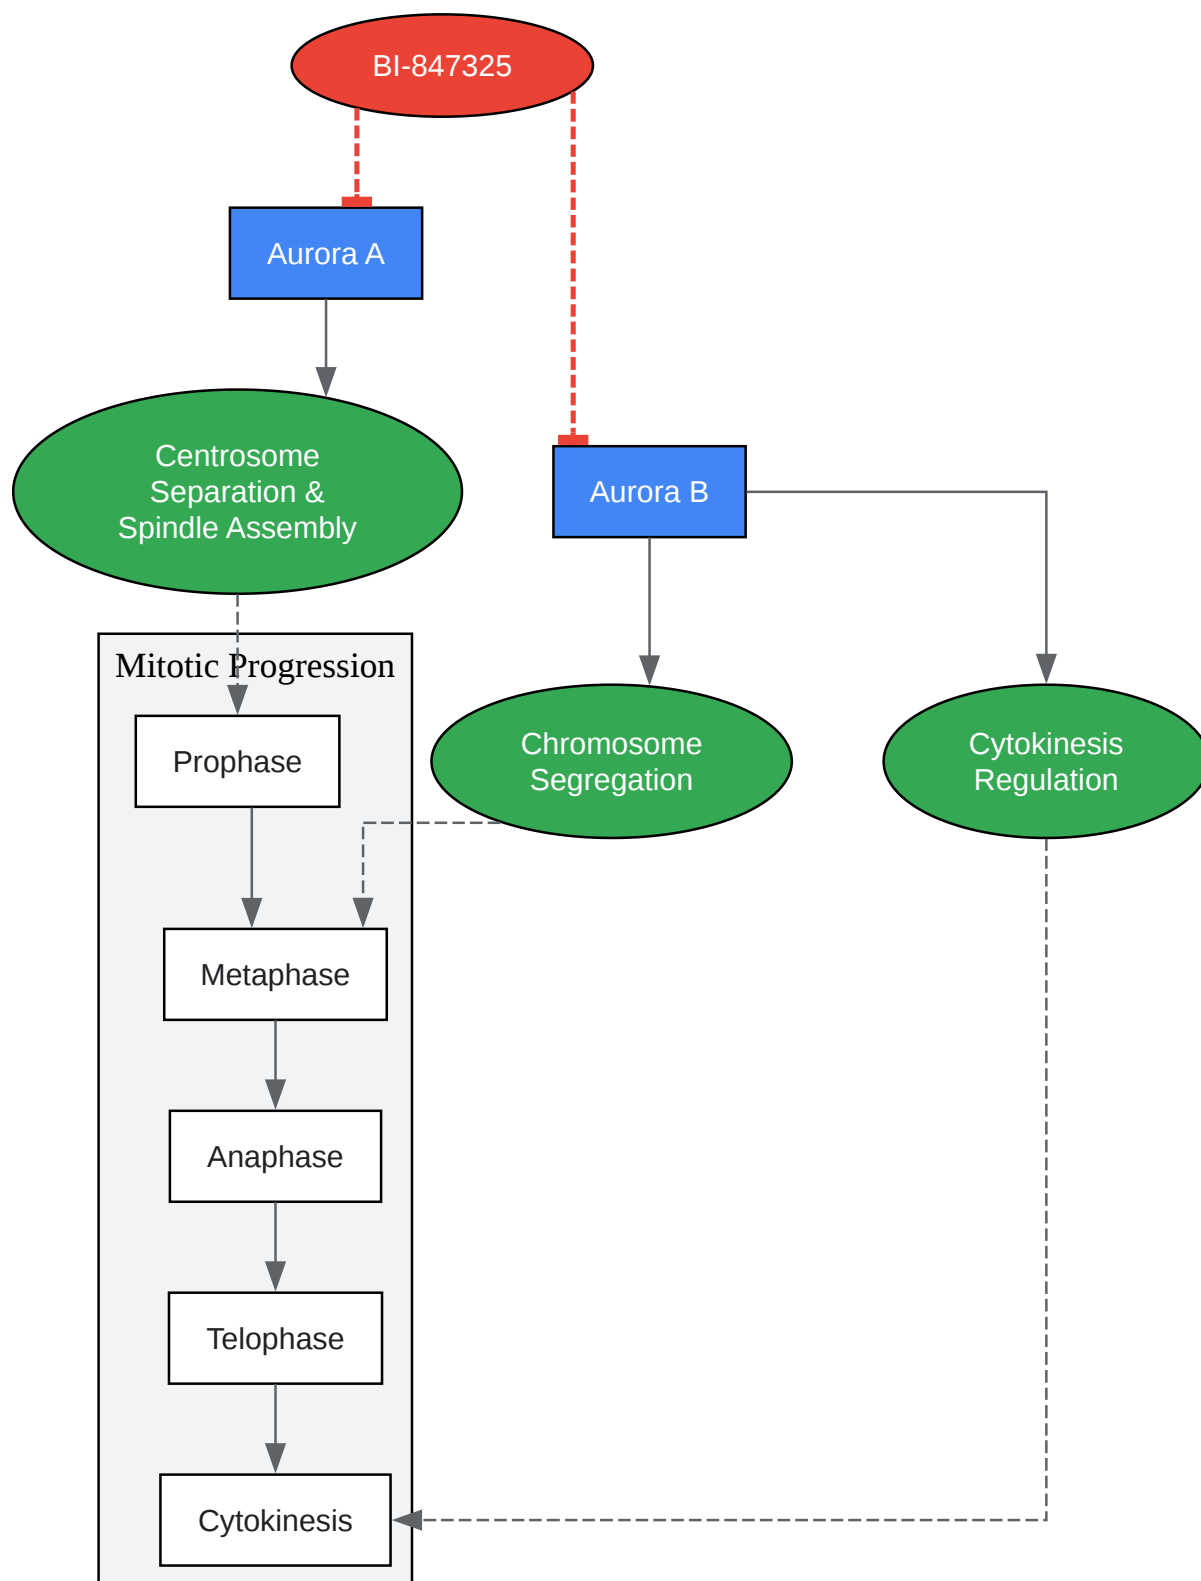 BI-847325
Aurora A
Centrosome
Separation &
Spindle Assembly
Aurora B
Mitotic Progression
Prophase
Chromosome
Segregation
Cytokinesis
Regulation
Metaphase
Anaphase
Telophase
Cytokinesis